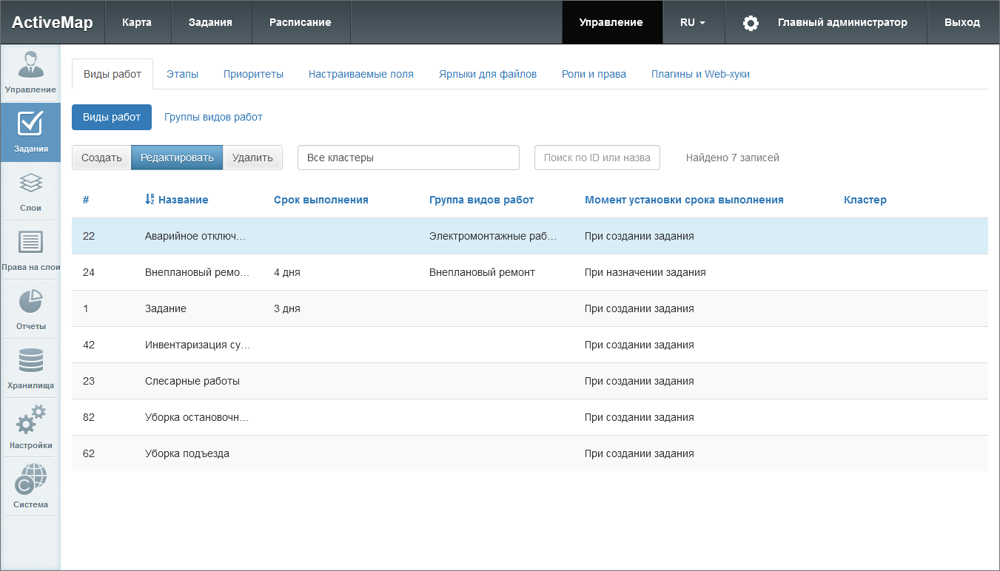 ActiveMap Карта Задания Расписание Управление RU Главный администратор Выход
Управление
Задания
Слои
Права на слои
Отчеты
Хранилища
Настройки
Система
Виды работ Этапы Приоритеты Настраиваемые поля Ярлыки для файлов Роли и права Плагины и Web-хуки
Виды работ Группы видов работ
Создать Редактировать Удалить Все кластеры Поиск по ID или назва Найдено 7 записей
# Название Срок выполнения Группа видов работ Момент установки срока выполнения Кластер
22 Аварийное отключ… Электромонтажные раб… При создании задания
24 Внеплановый ремо… 4 дня Внеплановый ремонт При назначении задания
1 Задание 3 дня При создании задания
42 Инвентаризация су… При создании задания
23 Слесарные работы При создании задания
82 Уборка остановочн… При создании задания
62 Уборка подъезда При создании задания